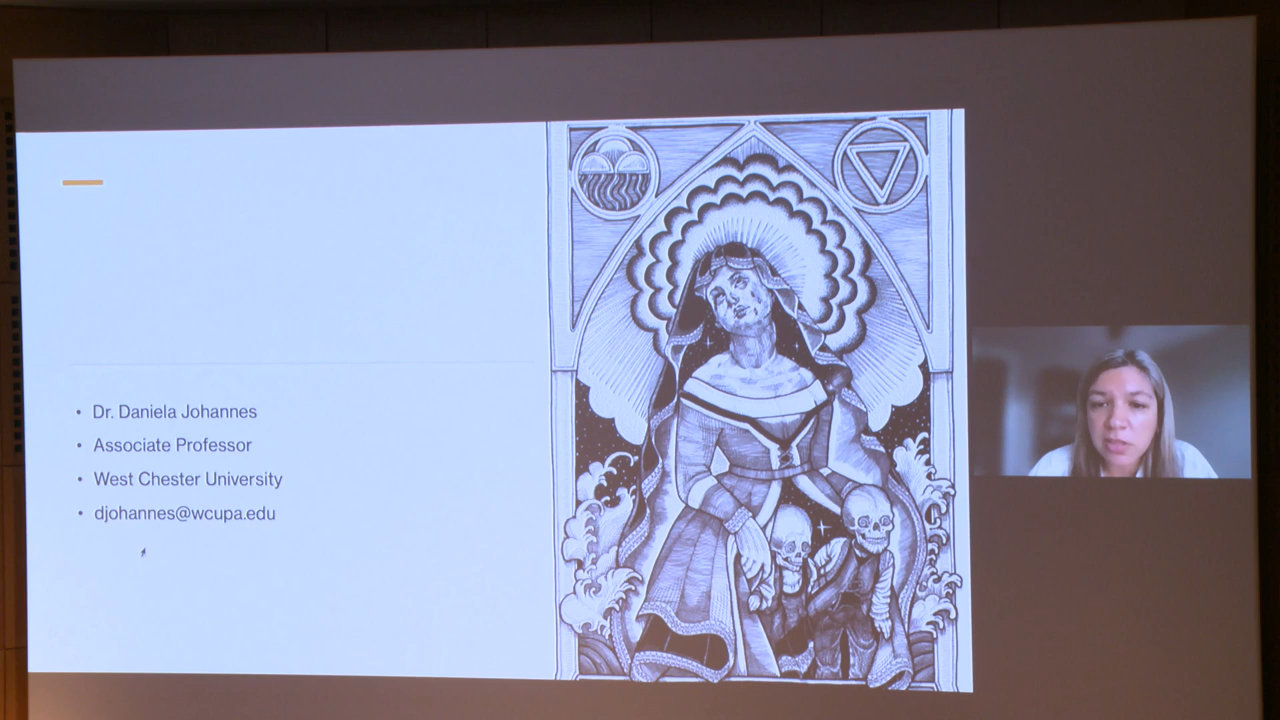 • Dr. Daniela Johannes
• Associate Professor
• West Chester University
• djohannes@wcupa.edu